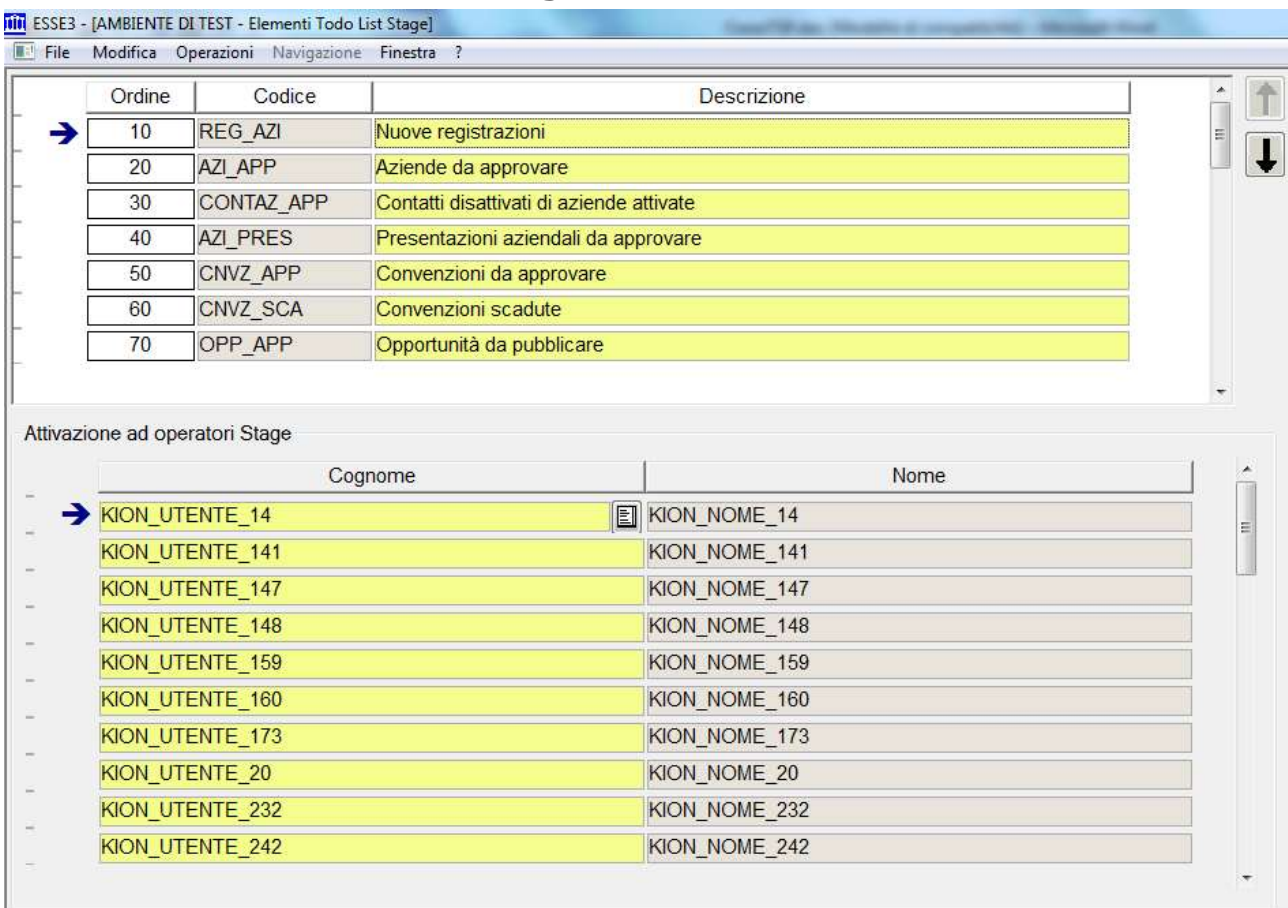 ESSE3 - [AMBIENTE DI TEST - Elementi Todo List Stage]
File Modifica Operazioni Navigazione Finestra ?
Ordine Codice Descrizione
10 REG_AZI Nuove registrazioni
20 AZI_APP Aziende da approvare
30 CONTAZ_APP Contatti disattivati di aziende attivate
40 AZI_PRES Presentazioni aziendali da approvare
50 CNVZ_APP Convenzioni da approvare
60 CNVZ_SCA Convenzioni scadute
70 OPP_APP Opportunità da pubblicare
Attivazione ad operatori Stage
Cognome Nome
KION_UTENTE_14 KION_NOME_14
KION_UTENTE_141 KION_NOME_141
KION_UTENTE_147 KION_NOME_147
KION_UTENTE_148 KION_NOME_148
KION_UTENTE_159 KION_NOME_159
KION_UTENTE_160 KION_NOME_160
KION_UTENTE_173 KION_NOME_173
KION_UTENTE_20 KION_NOME_20
KION_UTENTE_232 KION_NOME_232
KION_UTENTE_242 KION_NOME_242